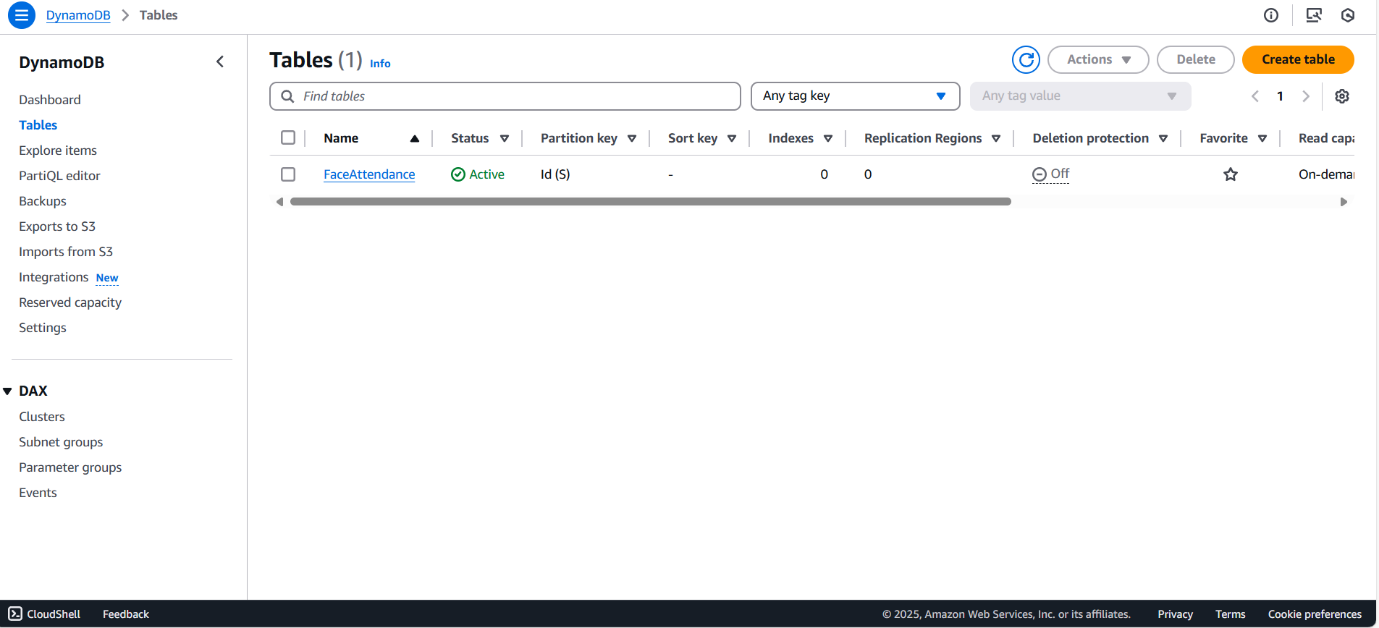 DynamoDB > Tables
DynamoDB
Dashboard
Tables
Explore items
PartiQL editor
Backups
Exports to S3
Imports from S3
Integrations New
Reserved capacity
Settings
DAX
Clusters
Subnet groups
Parameter groups
Events
Tables (1) Info
Actions
Delete
Create table
Find tables
Any tag key
Any tag value
1
Name Status Partition key Sort key Indexes Replication Regions Deletion protection Favorite Read capa
FaceAttendance Active Id (S) - 0 0 Off On-demar
CloudShell Feedback © 2025, Amazon Web Services, Inc. or its affiliates. Privacy Terms Cookie preferences